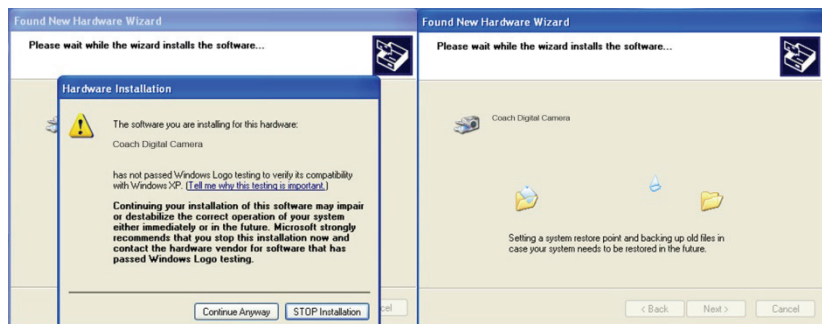 Found New Hardware Wizard
Please wait while the wizard installs the software...
Hardware Installation
The software you are installing for this hardware:
Coach Digital Camera
has not passed Windows Logo testing to verify its compatibility
with Windows XP. (Tell me why this testing is important.)
Continuing your installation of this software may impair
or destabilize the correct operation of your system
either immediately or in the future. Microsoft strongly
recommends that you stop this installation now and
contact the hardware vendor for software that has
passed Windows Logo testing.
Continue Anyway
STOP Installation
cel
Found New Hardware Wizard
Please wait while the wizard installs the software...
Coach Digital Camera
Setting a system restore point and backing up old files in
case your system needs to be restored in the future.
< Back
Next >
Cancel